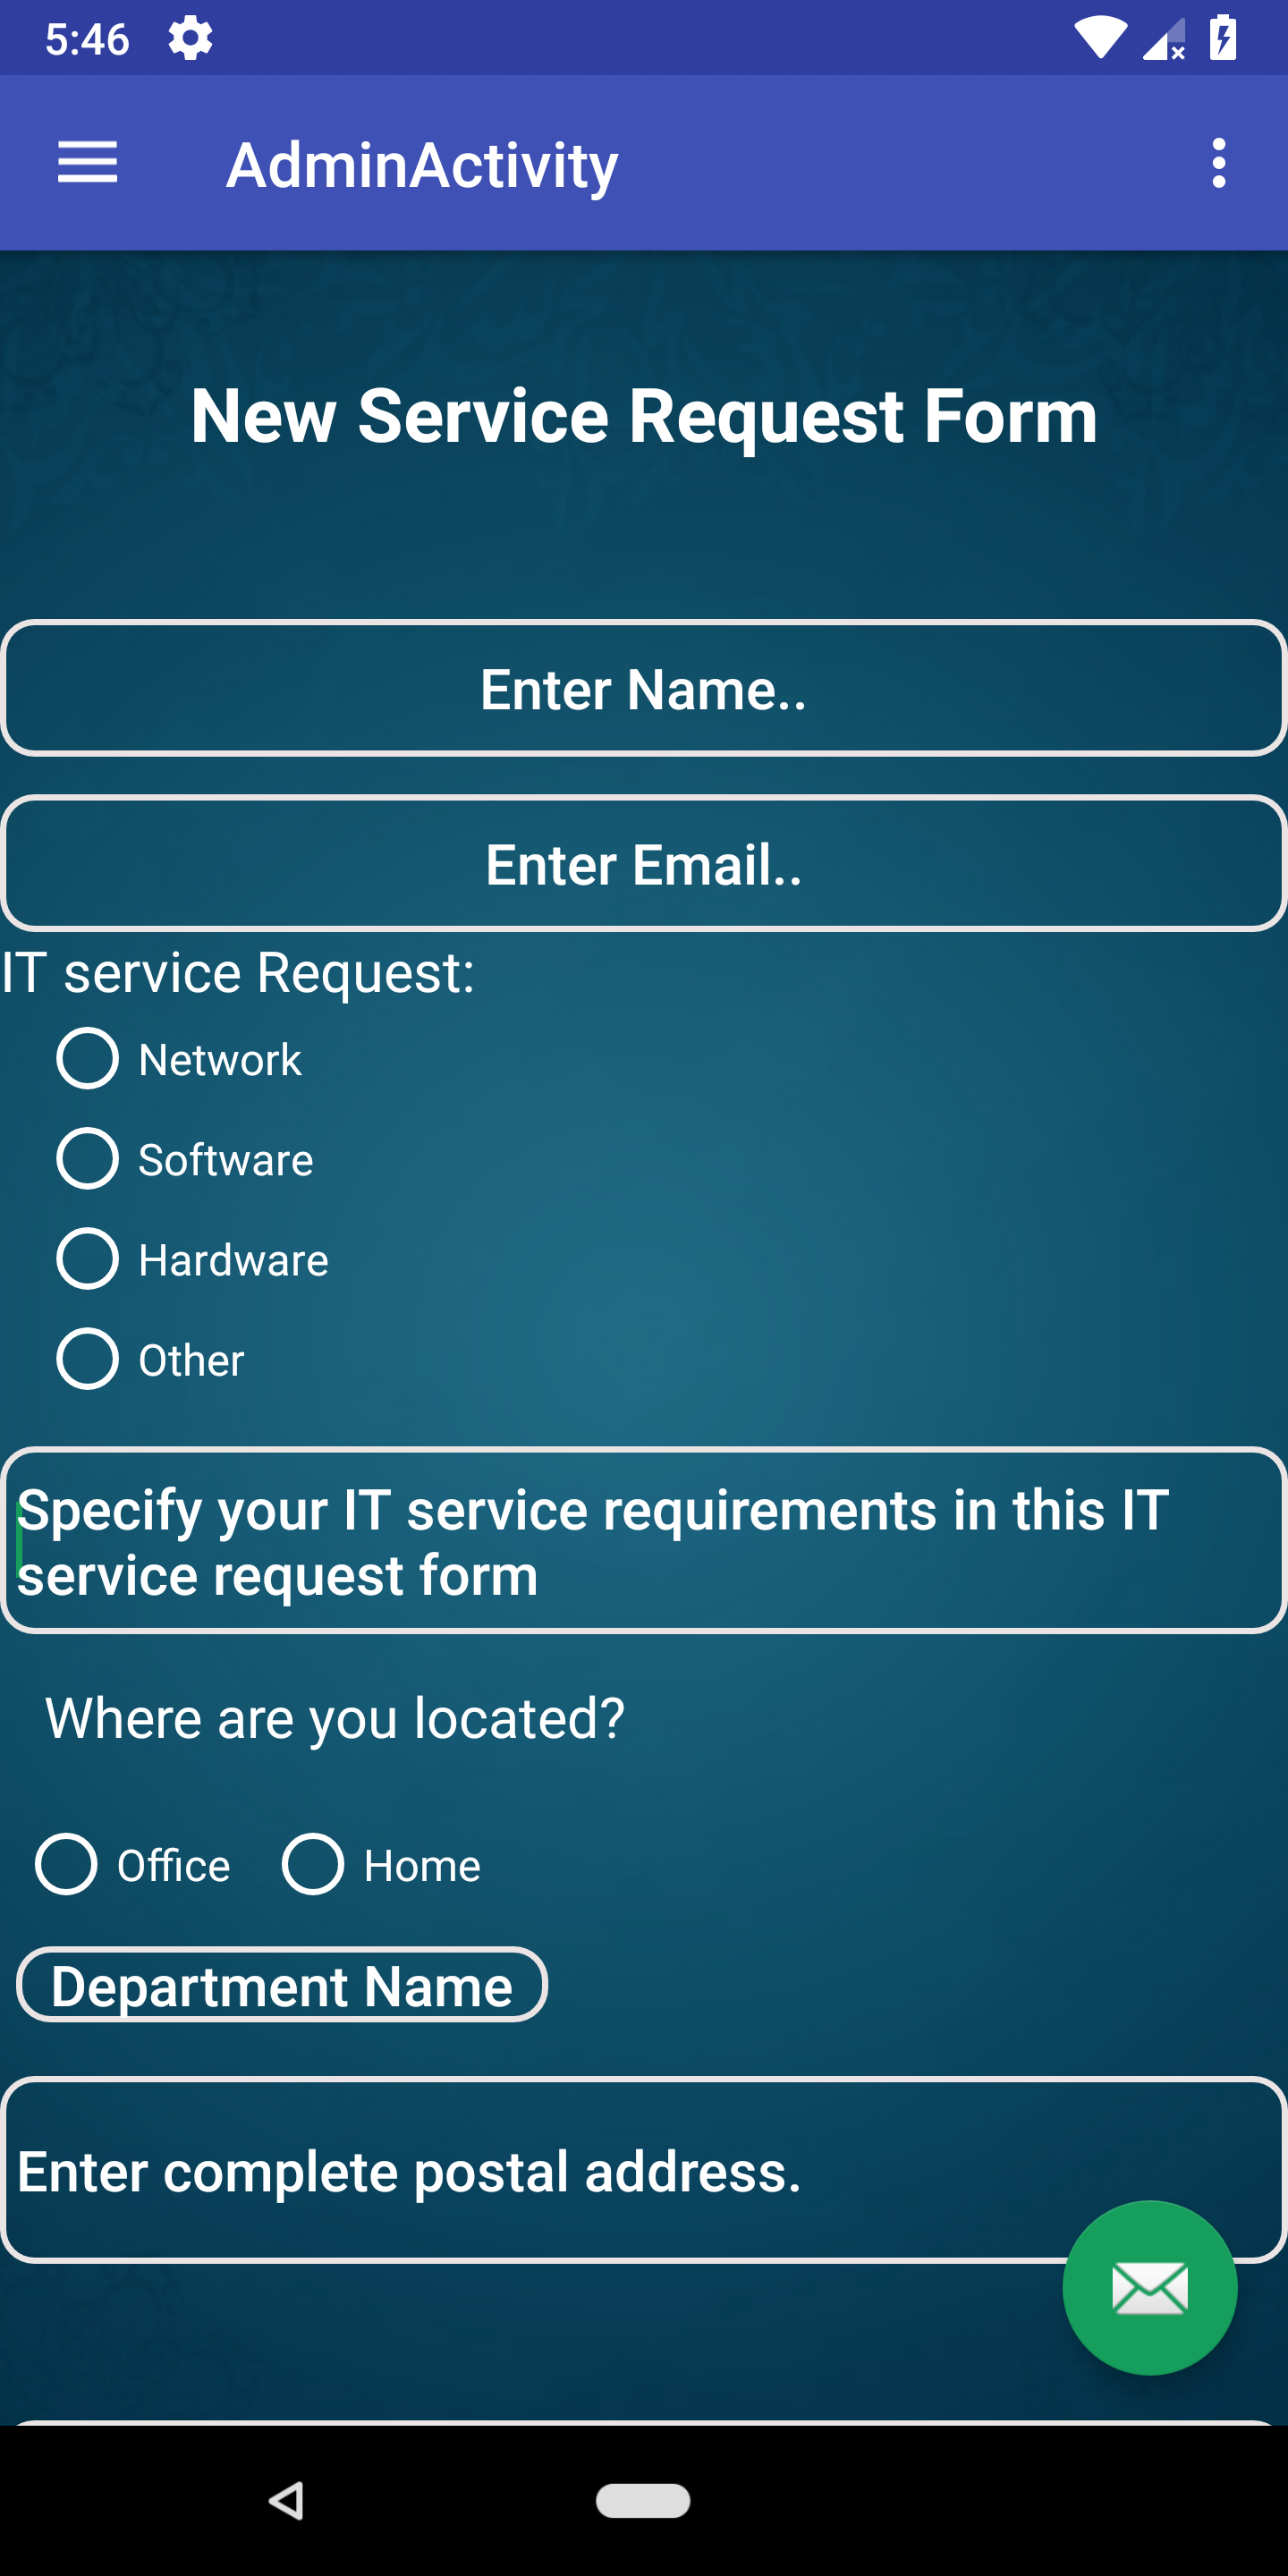 5:46
AdminActivity
New Service Request Form
Enter Name..
Enter Email..
IT service Request:
Network
Software
Hardware
Other
Specify your IT service requirements in this IT
service request form
Where are you located?
Office Home
Department Name
Enter complete postal address.